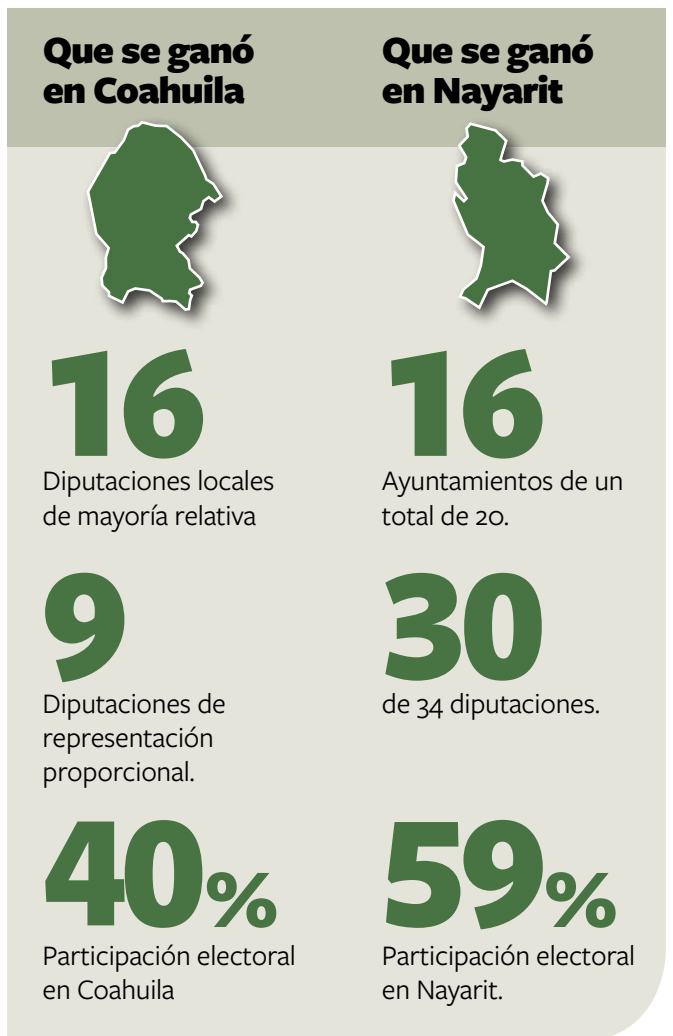 Que se ganó
en Coahuila
16
Diputaciones locales
de mayoría relativa
9
Diputaciones de
representación
proporcional.
40%
Participación electoral
en Coahuila
Que se ganó
en Nayarit
16
Ayuntamientos de un
total de 20.
30
de 34 diputaciones.
59%
Participación electoral
en Nayarit.